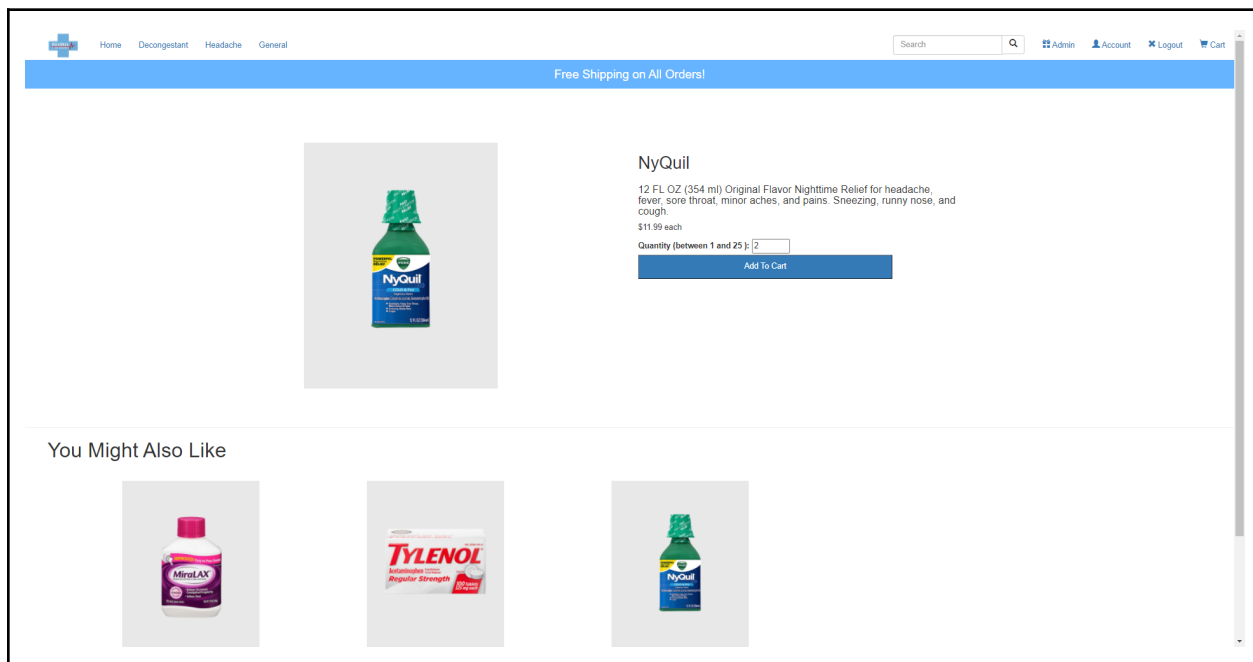 Home Decongestant Headache General Search Admin Account Logout Cart
Free Shipping on All Orders!
NyQuil
12 FL OZ (354 ml) Original Flavor Nighttime Relief for headache,
fever, sore throat, minor aches, and pains. Sneezing, runny nose, and
cough.
$11.99 each
Quantity (between 1 and 25 ): 2
Add To Cart
NyQuil
You Might Also Like
MiraLAX
TYLENOL
Acetaminophen
Regular Strength
NyQuil